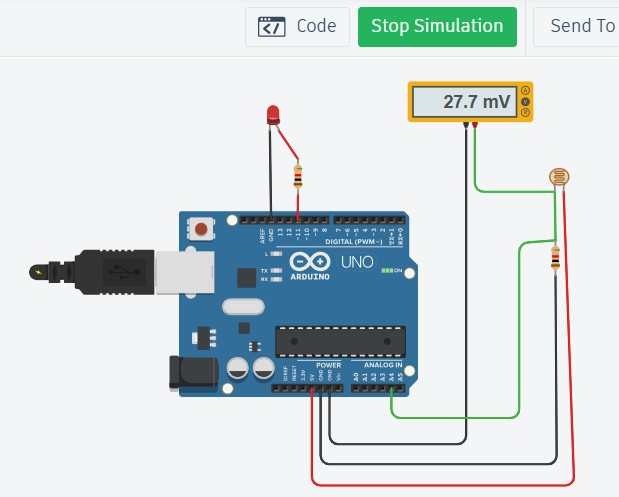 Code
Stop Simulation
Send To
27.7 mV
A
V
R
AREF
GND
13
12
~11
~10
~9
8
7
~6
~5
4
~3
2
TX→1
RX←0
DIGITAL (PWM~)
L
TX
RX
UNO
ARDUINO
ON
POWER
ANALOG IN
IOREF
RESET
3.3V
5V
GND
GND
Vin
A0
A1
A2
A3
A4
A5